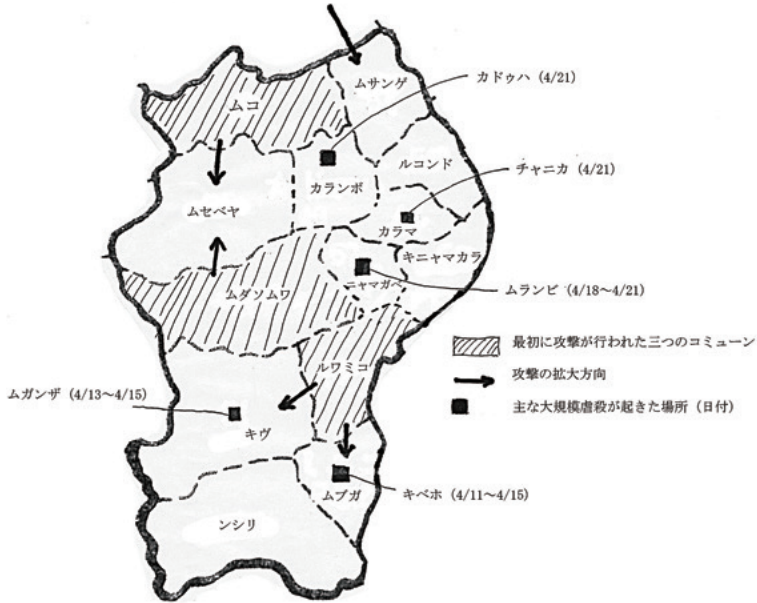 ムサンゲ
カドゥハ (4/21)
ムコ
ルコンド
チャニカ (4/21)
カランボ
ムセベヤ
カラマ
キニャマカラ
ニャマガベ
ムランビ (4/18〜4/21)
ムダソムワ
最初に攻撃が行われた三つのコミューン
ルワミコ
攻撃の拡大方向
ムガンザ (4/13〜4/15)
主な大規模虐殺が起きた場所 (日付)
キヴ
キベホ (4/11〜4/15)
ムブガ
ンシリ